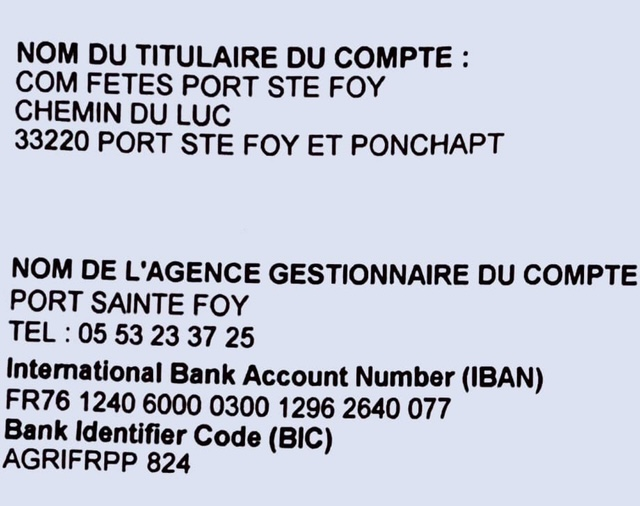 NOM DU TITULAIRE DU COMPTE :
COM FETES PORT STE FOY
CHEMIN DU LUC
33220 PORT STE FOY ET PONCHAPT
NOM DE L'AGENCE GESTIONNAIRE DU COMPTE
PORT SAINTE FOY
TEL : 05 53 23 37 25
International Bank Account Number (IBAN)
FR76 1240 6000 0300 1296 2640 077
Bank Identifier Code (BIC)
AGRIFRPP 824